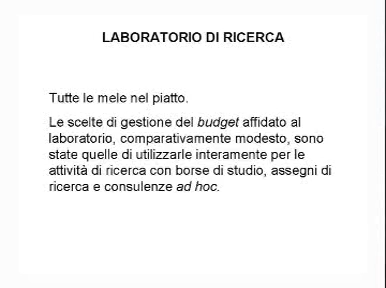 LABORATORIO DI RICERCA
Tutte le mele nel piatto.
Le scelte di gestione del budget affidato al
laboratorio, comparativamente modesto, sono
state quelle di utilizzarle interamente per le
attività di ricerca con borse di studio, assegni di
ricerca e consulenze ad hoc.